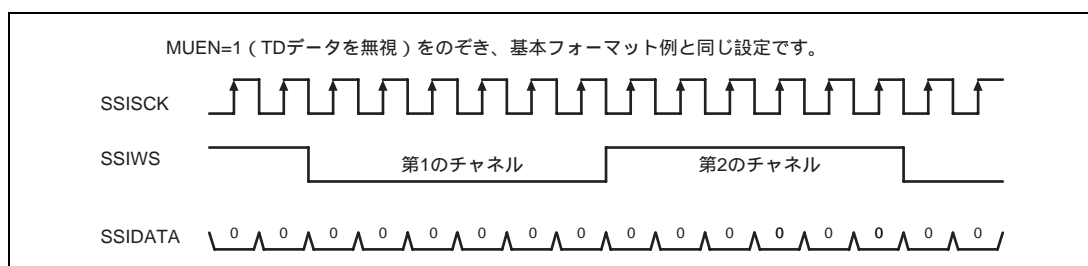 MUEN=1 ( TDデータを無視 ) をのぞき、基本フォーマット例と同じ設定です。
SSISCK
SSIWS 第1のチャネル 第2のチャネル
SSIDATA 0 0 0 0 0 0 0 0 0 0 0 0 0 0 0 0